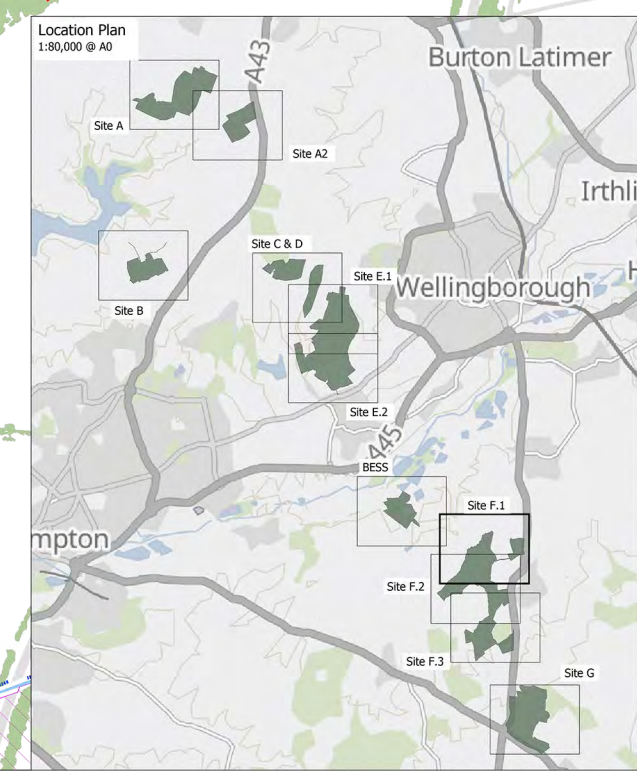 Location Plan
1:80,000 @ A0
A43
Burton Latimer
Site A
Site A2
Irthli
Site C & D
Site E.1
Wellingborough
H
Site B
Site E.2
A45
BESS
Site F.1
mpton
Site F.2
Site F.3
Site G